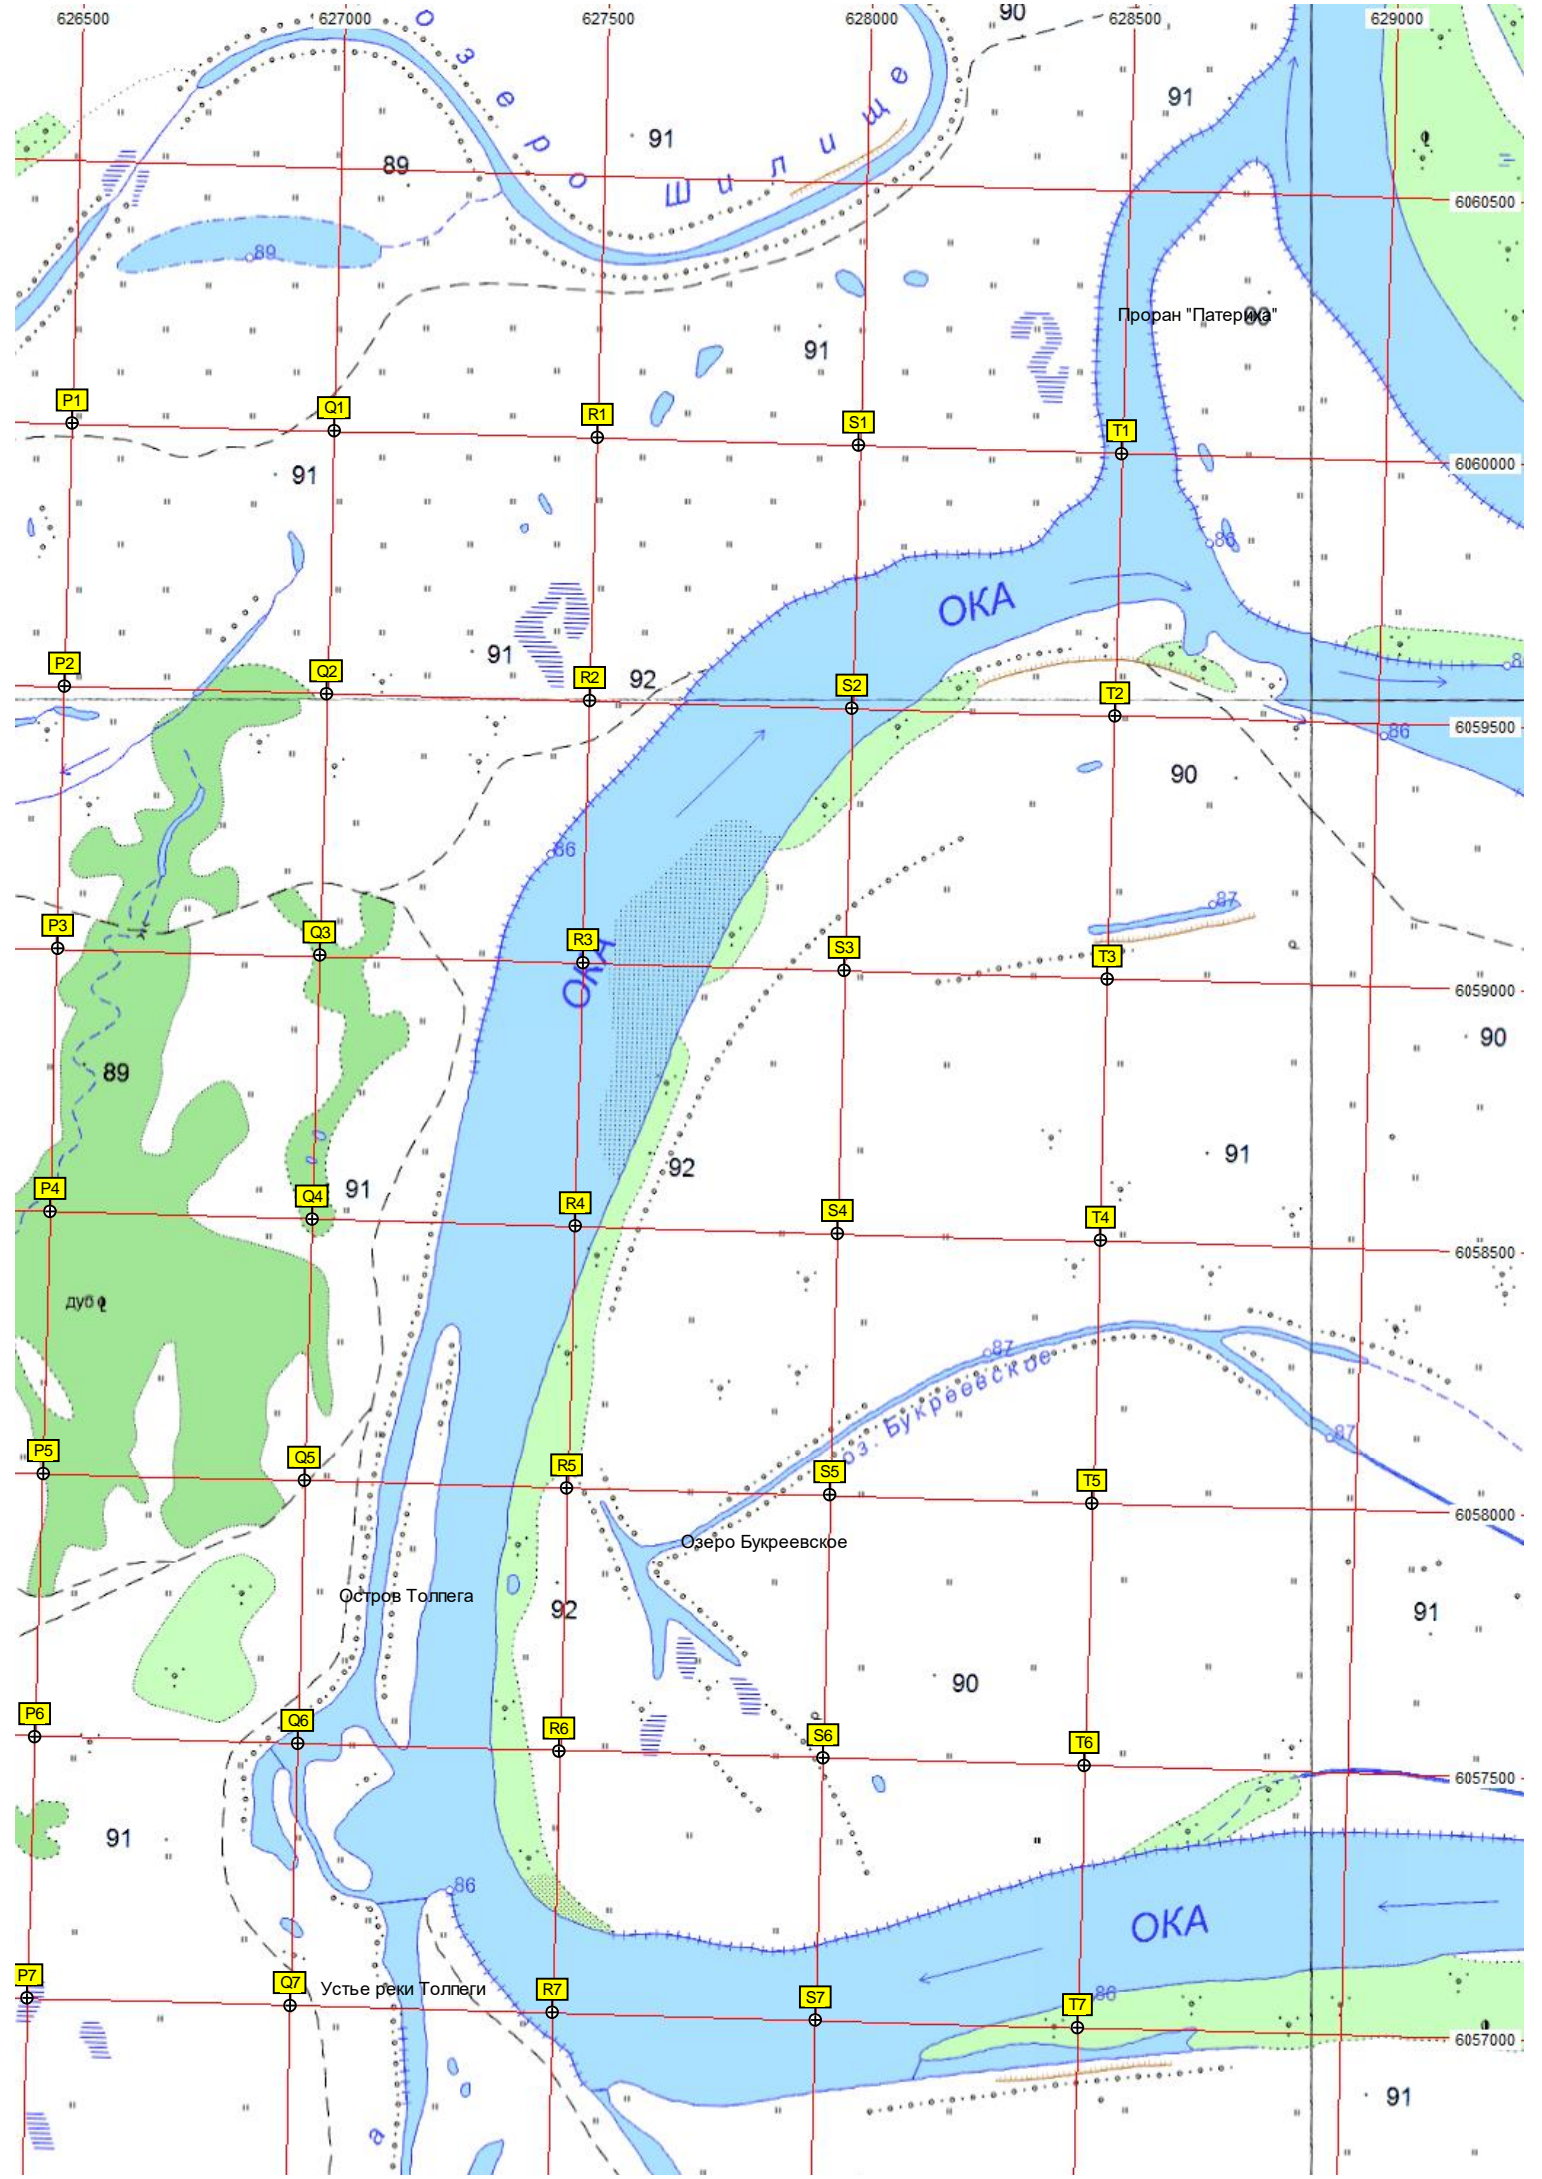 626500 627000 627500 628000 628500 629000
90
озеро Шилище
91
91
89
6060500
89
Проран "Патериха"
90
91
P1 Q1 R1 S1 T1
6060000
91
86
ОКА
91
92
P2 Q2 R2 S2 T2
6059500
86
90
86
87
P3 Q3 R3 S3 T3
ОКА
6059000
90
89
91
92
91
P4 Q4 R4 S4 T4
6058500
дуб
87
оз. Букреевское
87
P5 Q5 R5 S5 T5
6058000
Озеро Букреевское
Остров Толпега
92
91
90
P6 Q6 R6 S6 T6
6057500
91
86
ОКА
Устье реки Толпеги
86
P7 Q7 R7 S7 T7
6057000
91
а